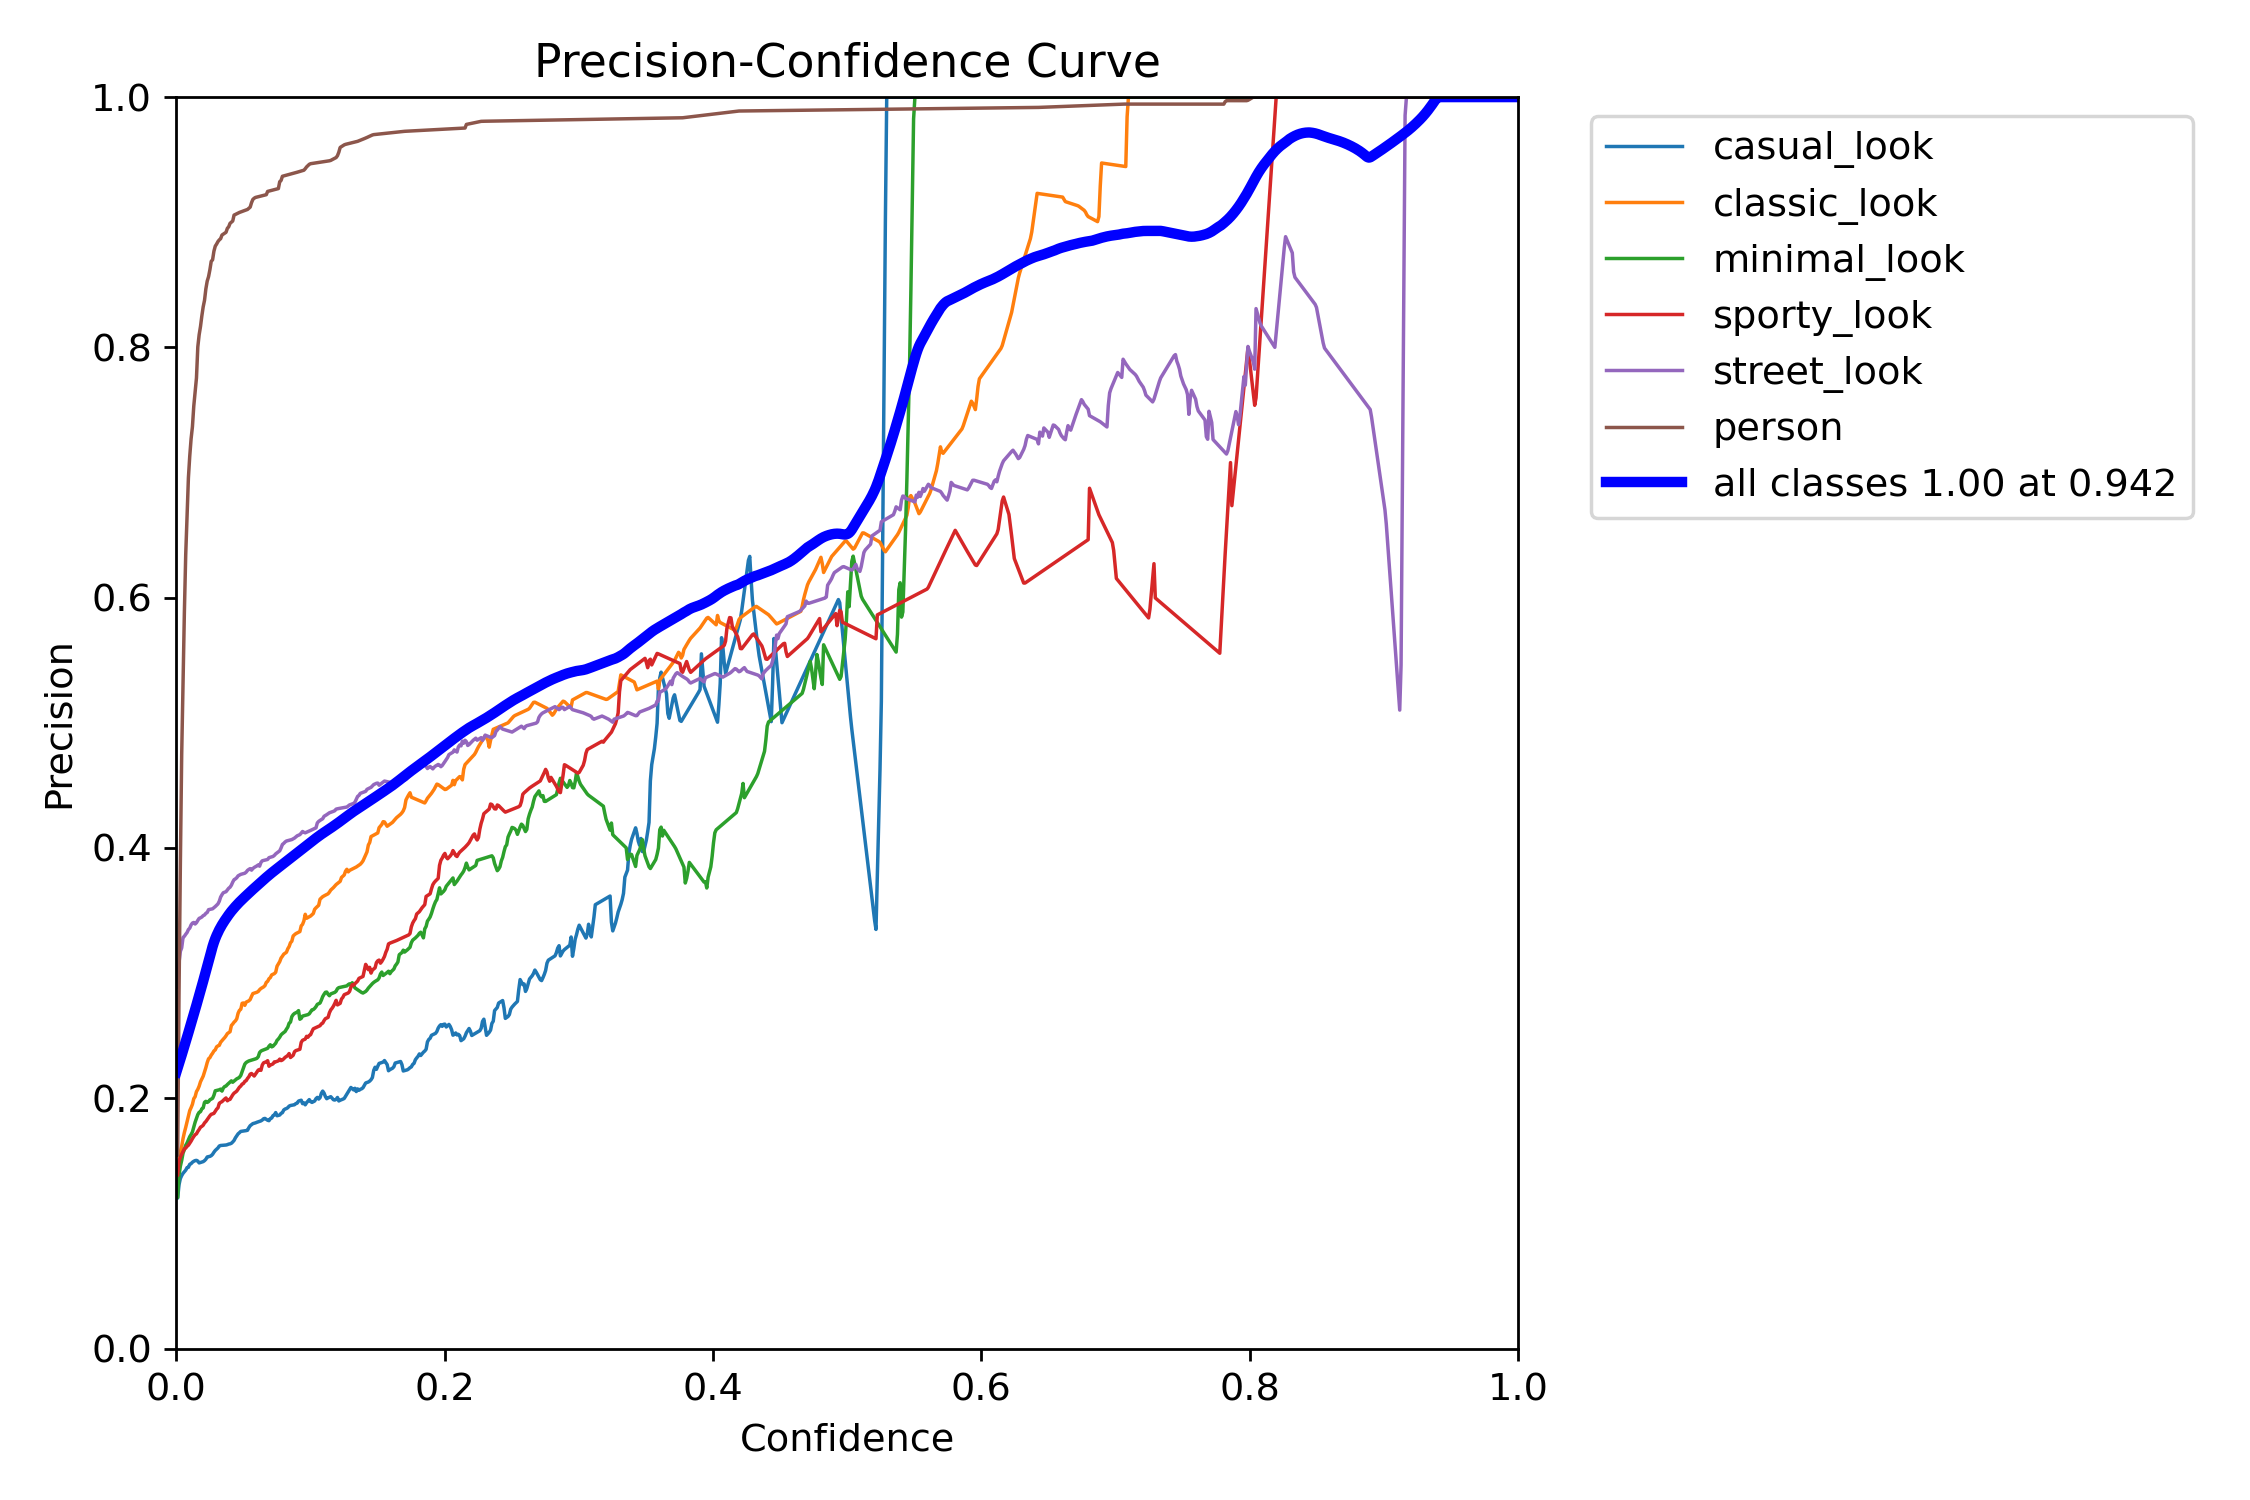 Precision-Confidence Curve
1.0
0.8
0.6
0.4
0.2
0.0
Precision
0.0 0.2 0.4 0.6 0.8 1.0
Confidence
casual_look
classic_look
minimal_look
sporty_look
street_look
person
all classes 1.00 at 0.942